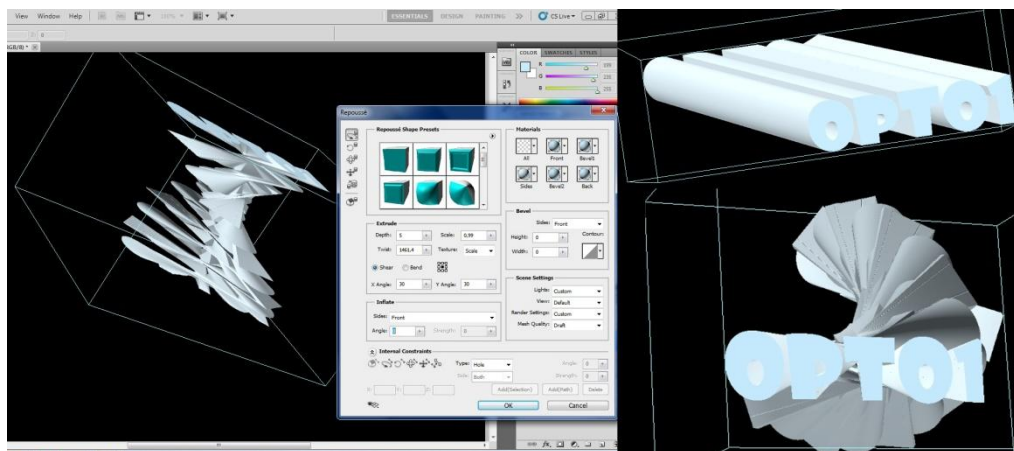 View Window Help 100% ESSENTIALS DESIGN PAINTING CS Live
COLOR SWATCHES STYLES
R
G
B
Repoussé
Repoussé Shape Presets
Materials
All Front Bevel1
Sides Bevel2 Back
Extrude
Depth: 5 Scale: 0,99
Twist: 1461,4 Texture: Scale
Shear Bend
X Angle: 30 Y Angle: 30
Inflate
Sides: Front
Angle: Strength: 0
Bevel
Sides: Front
Height: 0 Contour:
Width: 0
Scene Settings
Lights: Custom
View: Default
Render Settings: Custom
Mesh Quality: Draft
Internal Constraints
Type: Hole Angle: 0
Side: Both Strength: 0
X: Y: Z: Add(Selection) Add(Path) Delete
OK Cancel
OPTO1
OPTO1